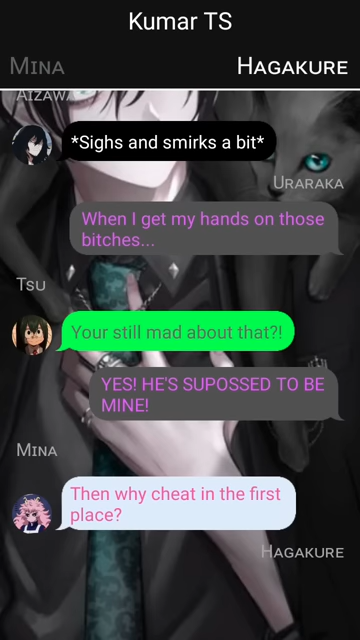 Kumar TS
Mina
Hagakure
Aizawa
*Sighs and smirks a bit*
Uraraka
When I get my hands on those
bitches...
Tsu
Your still mad about that?!
YES! HE'S SUPOSSED TO BE
MINE!
Mina
Then why cheat in the first
place?
Hagakure